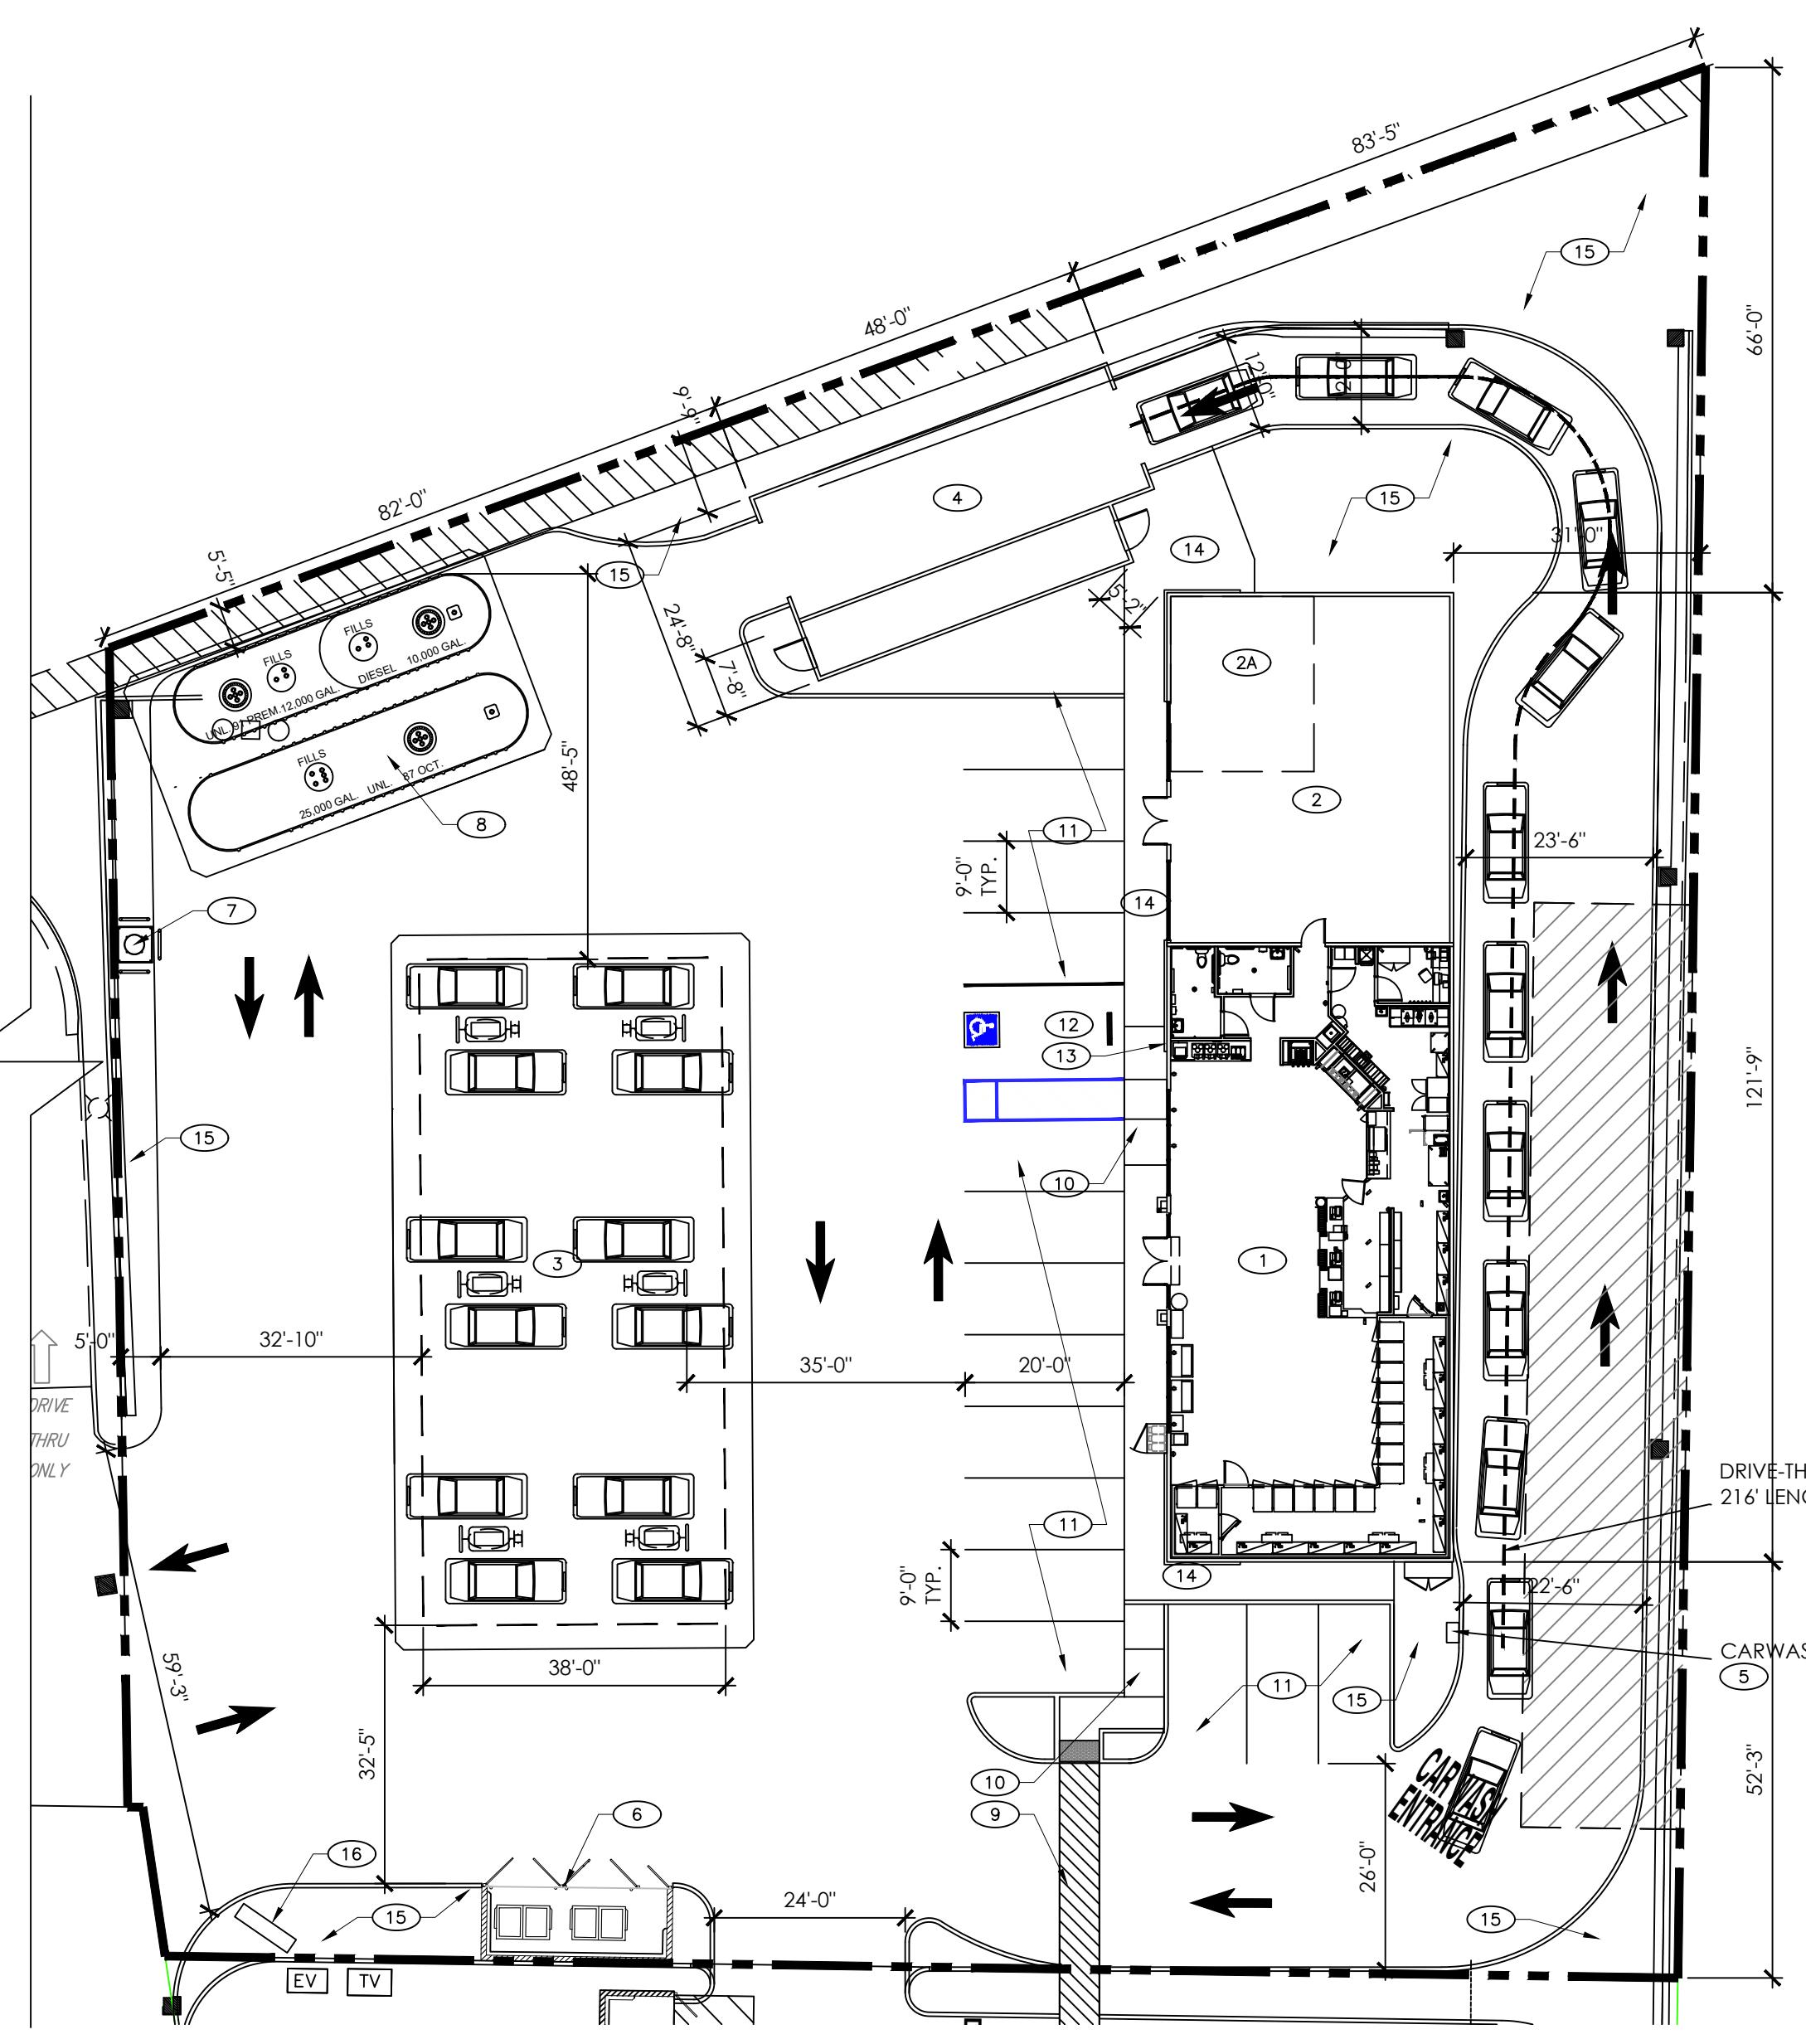 83'-5"
15
66'-0"
48'-0"
12'-0"
12'-0"
9'-9"
4
82'-0"
15
31'-0"
14
5'-5"
15
5'-2"
FILLS
24'-8"
FILLS
10,000 GAL.
DIESEL
2A
7'-8"
UNL. 91 PREM. 12,000 GAL.
48'-5"
FILLS
87 OCT.
UNL.
25,000 GAL.
2
8
11
23'-6"
9'-0"
TYP.
14
7
12
13
121'-9"
15
10
3
1
5'-0"
32'-10"
35'-0"
20'-0"
DRIVE
THRU
ONLY
DRIVE-TH
216' LENG
11
9'-0"
TYP.
14
22'-6"
59'-3"
38'-0"
CARWAS
5
11
15
32'-5"
10
52'-3"
CAR WASH
ENTRANCE
6
9
16
26'-0"
15
24'-0"
15
EV
TV